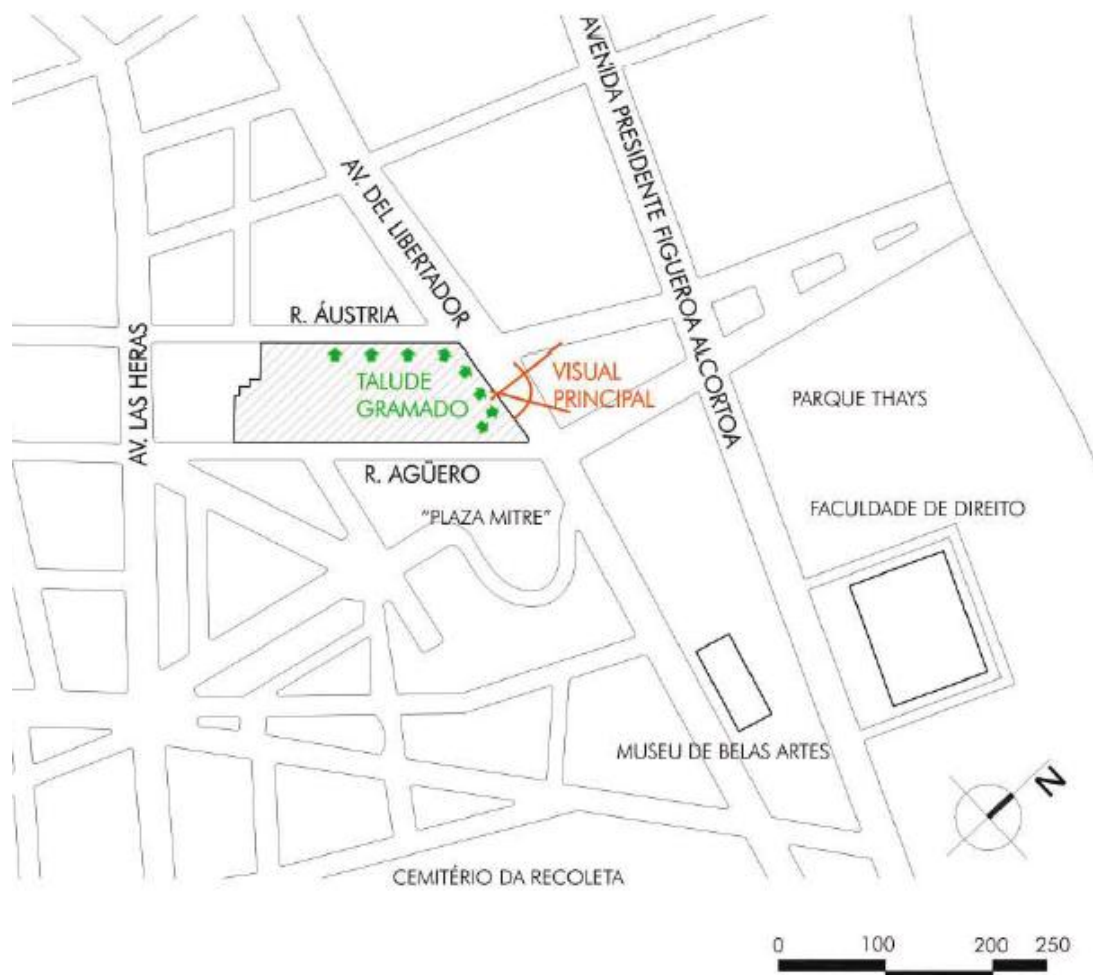 AVENIDA PRESIDENTE FIGUEROA ALCORTOA
AV. DEL LIBERTADOR
R. ÁUSTRIA
AV. LAS HERAS
TALUDE
GRAMADO
VISUAL
PRINCIPAL
PARQUE THAYS
R. AGÜERO
"PLAZA MITRE"
FACULDADE DE DIREITO
MUSEU DE BELAS ARTES
N
CEMITÉRIO DA RECOLETA
0 100 200 250